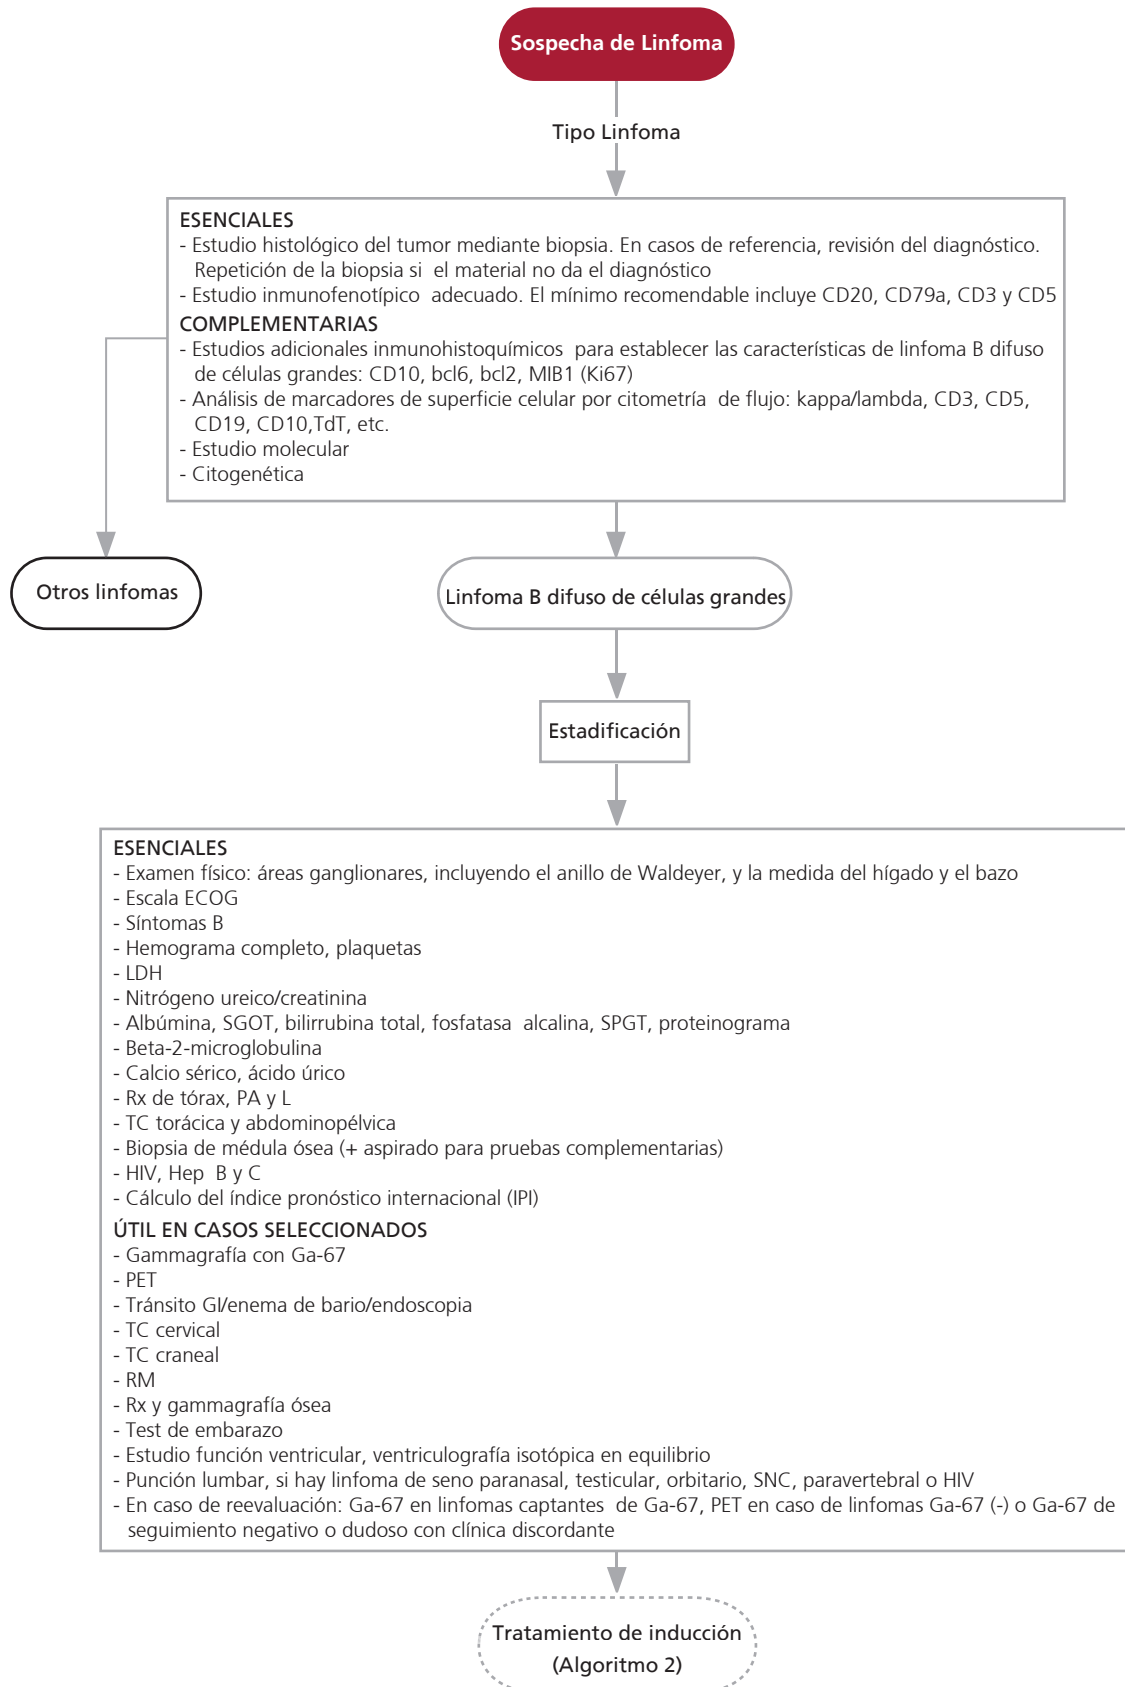 Sospecha de Linfoma
Tipo Linfoma
ESENCIALES
- Estudio histológico del tumor mediante biopsia. En casos de referencia, revisión del diagnóstico.
Repetición de la biopsia si el material no da el diagnóstico
- Estudio inmunofenotípico adecuado. El mínimo recomendable incluye CD20, CD79a, CD3 y CD5
COMPLEMENTARIAS
- Estudios adicionales inmunohistoquímicos para establecer las características de linfoma B difuso
de células grandes: CD10, bcl6, bcl2, MIB1 (Ki67)
- Análisis de marcadores de superficie celular por citometría de flujo: kappa/lambda, CD3, CD5,
CD19, CD10,TdT, etc.
- Estudio molecular
- Citogenética
Otros linfomas
Linfoma B difuso de células grandes
Estadificación
ESENCIALES
- Examen físico: áreas ganglionares, incluyendo el anillo de Waldeyer, y la medida del hígado y el bazo
- Escala ECOG
- Síntomas B
- Hemograma completo, plaquetas
- LDH
- Nitrógeno ureico/creatinina
- Albúmina, SGOT, bilirrubina total, fosfatasa alcalina, SPGT, proteinograma
- Beta-2-microglobulina
- Calcio sérico, ácido úrico
- Rx de tórax, PA y L
- TC torácica y abdominopélvica
- Biopsia de médula ósea (+ aspirado para pruebas complementarias)
- HIV, Hep B y C
- Cálculo del índice pronóstico internacional (IPI)
ÚTIL EN CASOS SELECCIONADOS
- Gammagrafía con Ga-67
- PET
- Tránsito GI/enema de bario/endoscopia
- TC cervical
- TC craneal
- RM
- Rx y gammagrafía ósea
- Test de embarazo
- Estudio función ventricular, ventriculografía isotópica en equilibrio
- Punción lumbar, si hay linfoma de seno paranasal, testicular, orbitario, SNC, paravertebral o HIV
- En caso de reevaluación: Ga-67 en linfomas captantes de Ga-67, PET en caso de linfomas Ga-67 (-) o Ga-67 de
seguimiento negativo o dudoso con clínica discordante
Tratamiento de inducción
(Algoritmo 2)